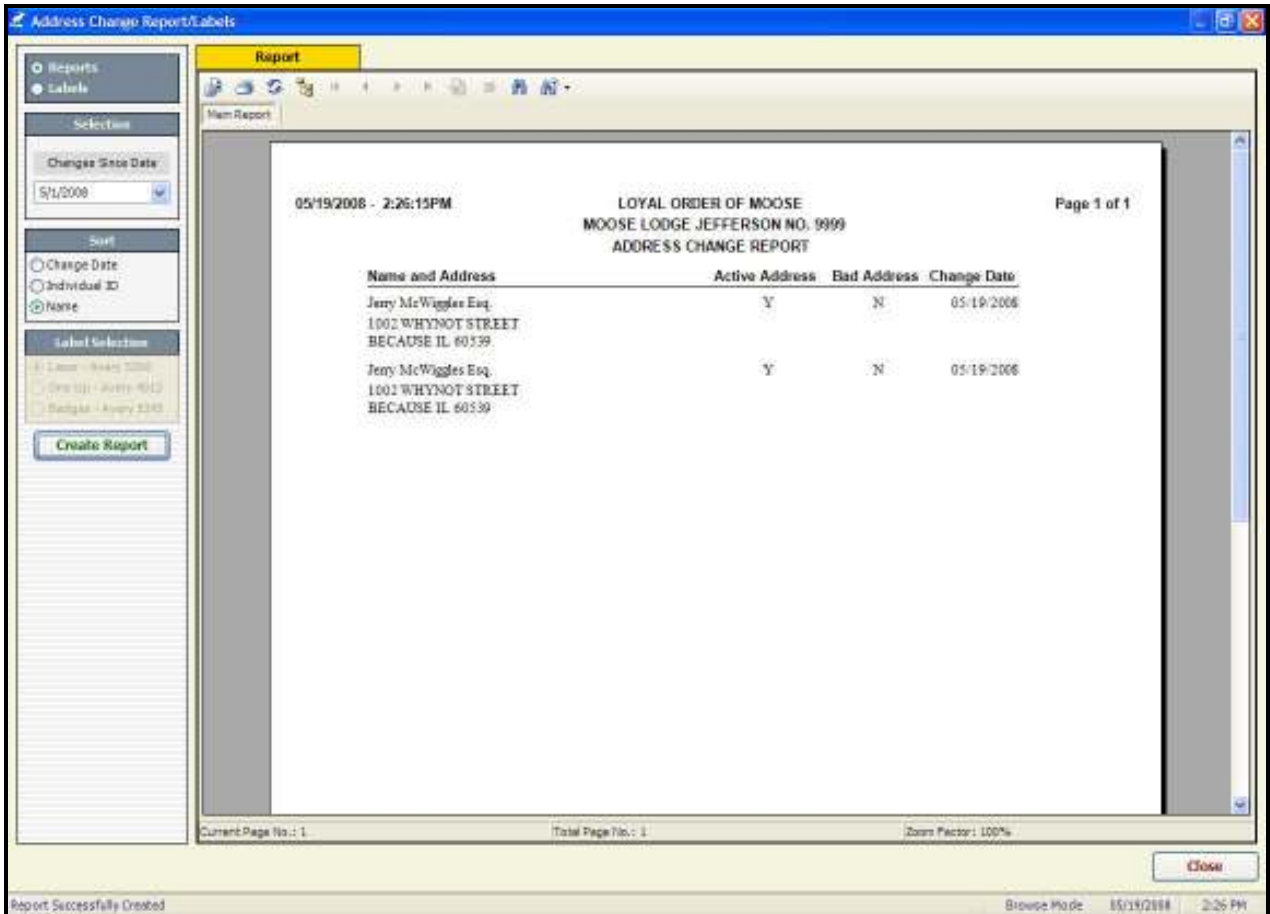 Address Change Report/Labels
Reports
Labels
Selection
Changes Since Date
5/1/2008
Sort
Change Date
Individual ID
Name
Label Selection
One Up - Avery
Badges - Avery
Create Report
Report
Main Report
05/19/2008 - 2:26:15PM LOYAL ORDER OF MOOSE Page 1 of 1
MOOSE LODGE JEFFERSON NO. 9999
ADDRESS CHANGE REPORT
Name and Address Active Address Bad Address Change Date
Jerry McWiggles Esq. Y N 05/19/2008
1002 WHYNOT STREET
BECAUSE IL 60539
Jerry McWiggles Esq. Y N 05/19/2008
1002 WHYNOT STREET
BECAUSE IL 60539
Current Page No.: 1 Total Page No.: 1 Zoom Factor: 100%
Close
Report Successfully Created Browse Mode 05/19/2008 2:26 PM